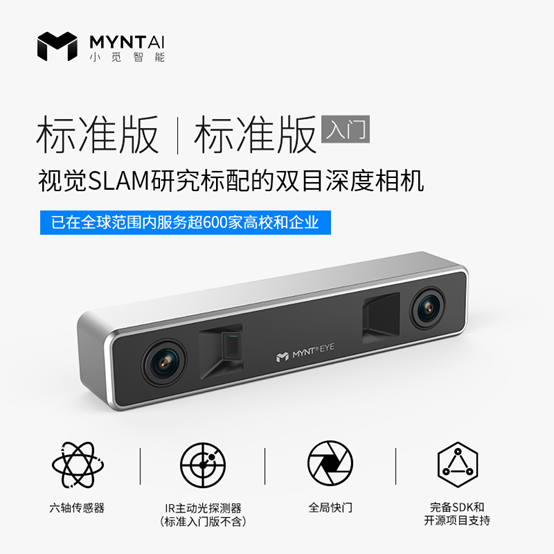 MYNTAI
小觅智能
标准版|标准版 入门
视觉SLAM研究标配的双目深度相机
已在全球范围内服务超600家高校和企业
MYNT® EYE
六轴传感器
IR主动光探测器
（标准入门版不含）
全局快门
完备SDK和
开源项目支持